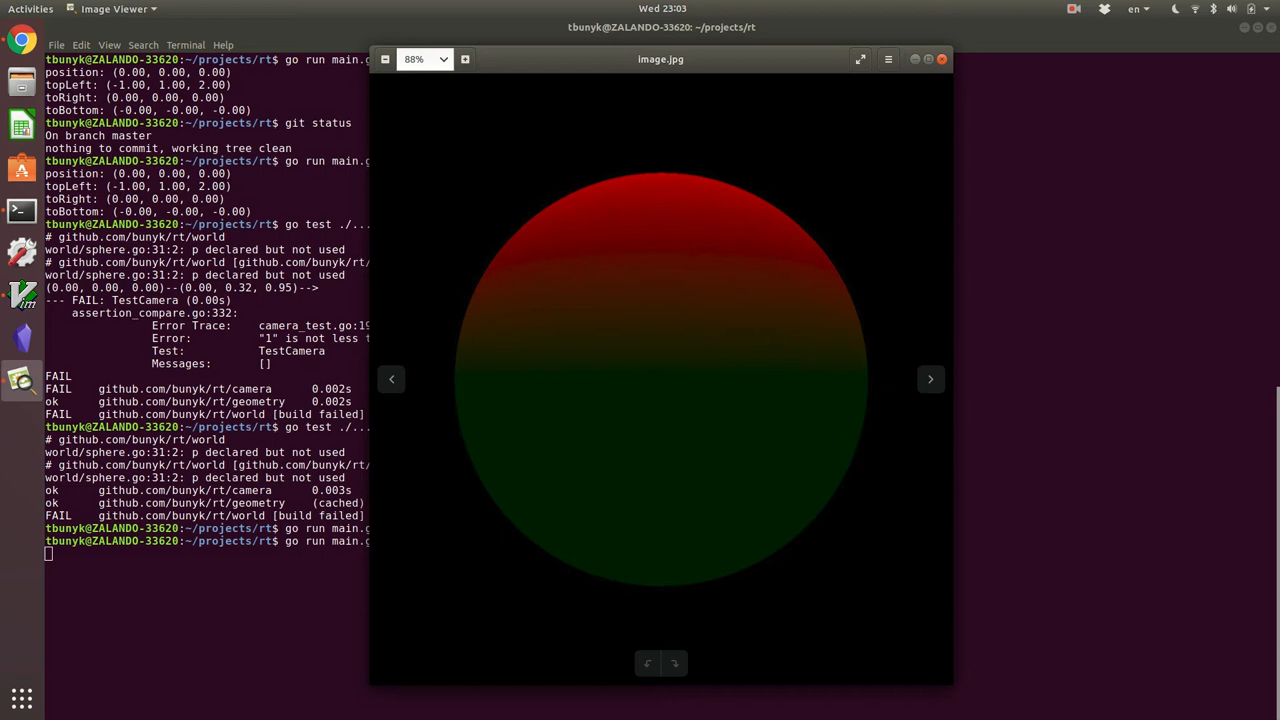 Activities
Image Viewer
Wed 23:03
en
tbunyk@ZALANDO-33620: ~/projects/rt
File Edit View Search Terminal Help
88%
image.jpg
tbunyk@ZALANDO-33620:~/projects/rt$ go run main.g
position: (0.00, 0.00, 0.00)
topLeft: (-1.00, 1.00, 2.00)
toRight: (0.00, 0.00, 0.00)
toBottom: (-0.00, -0.00, -0.00)
tbunyk@ZALANDO-33620:~/projects/rt$ git status
On branch master
nothing to commit, working tree clean
tbunyk@ZALANDO-33620:~/projects/rt$ go run main.g
position: (0.00, 0.00, 0.00)
topLeft: (-1.00, 1.00, 2.00)
toRight: (0.00, 0.00, 0.00)
toBottom: (-0.00, -0.00, -0.00)
tbunyk@ZALANDO-33620:~/projects/rt$ go test ./...
# github.com/bunyk/rt/world
world/sphere.go:31:2: p declared but not used
# github.com/bunyk/rt/world [github.com/bunyk/rt/
world/sphere.go:31:2: p declared but not used
(0.00, 0.00, 0.00)--(0.00, 0.32, 0.95)-->
--- FAIL: TestCamera (0.00s)
assertion_compare.go:332:
Error Trace: camera_test.go:19
Error: "1" is not less t
Test: TestCamera
Messages: []
FAIL
FAIL github.com/bunyk/rt/camera 0.002s
ok github.com/bunyk/rt/geometry 0.002s
FAIL github.com/bunyk/rt/world [build failed]
tbunyk@ZALANDO-33620:~/projects/rt$ go test ./...
# github.com/bunyk/rt/world
world/sphere.go:31:2: p declared but not used
# github.com/bunyk/rt/world [github.com/bunyk/rt/
world/sphere.go:31:2: p declared but not used
ok github.com/bunyk/rt/camera 0.003s
ok github.com/bunyk/rt/geometry (cached)
FAIL github.com/bunyk/rt/world [build failed]
tbunyk@ZALANDO-33620:~/projects/rt$ go run main.g
tbunyk@ZALANDO-33620:~/projects/rt$ go run main.g